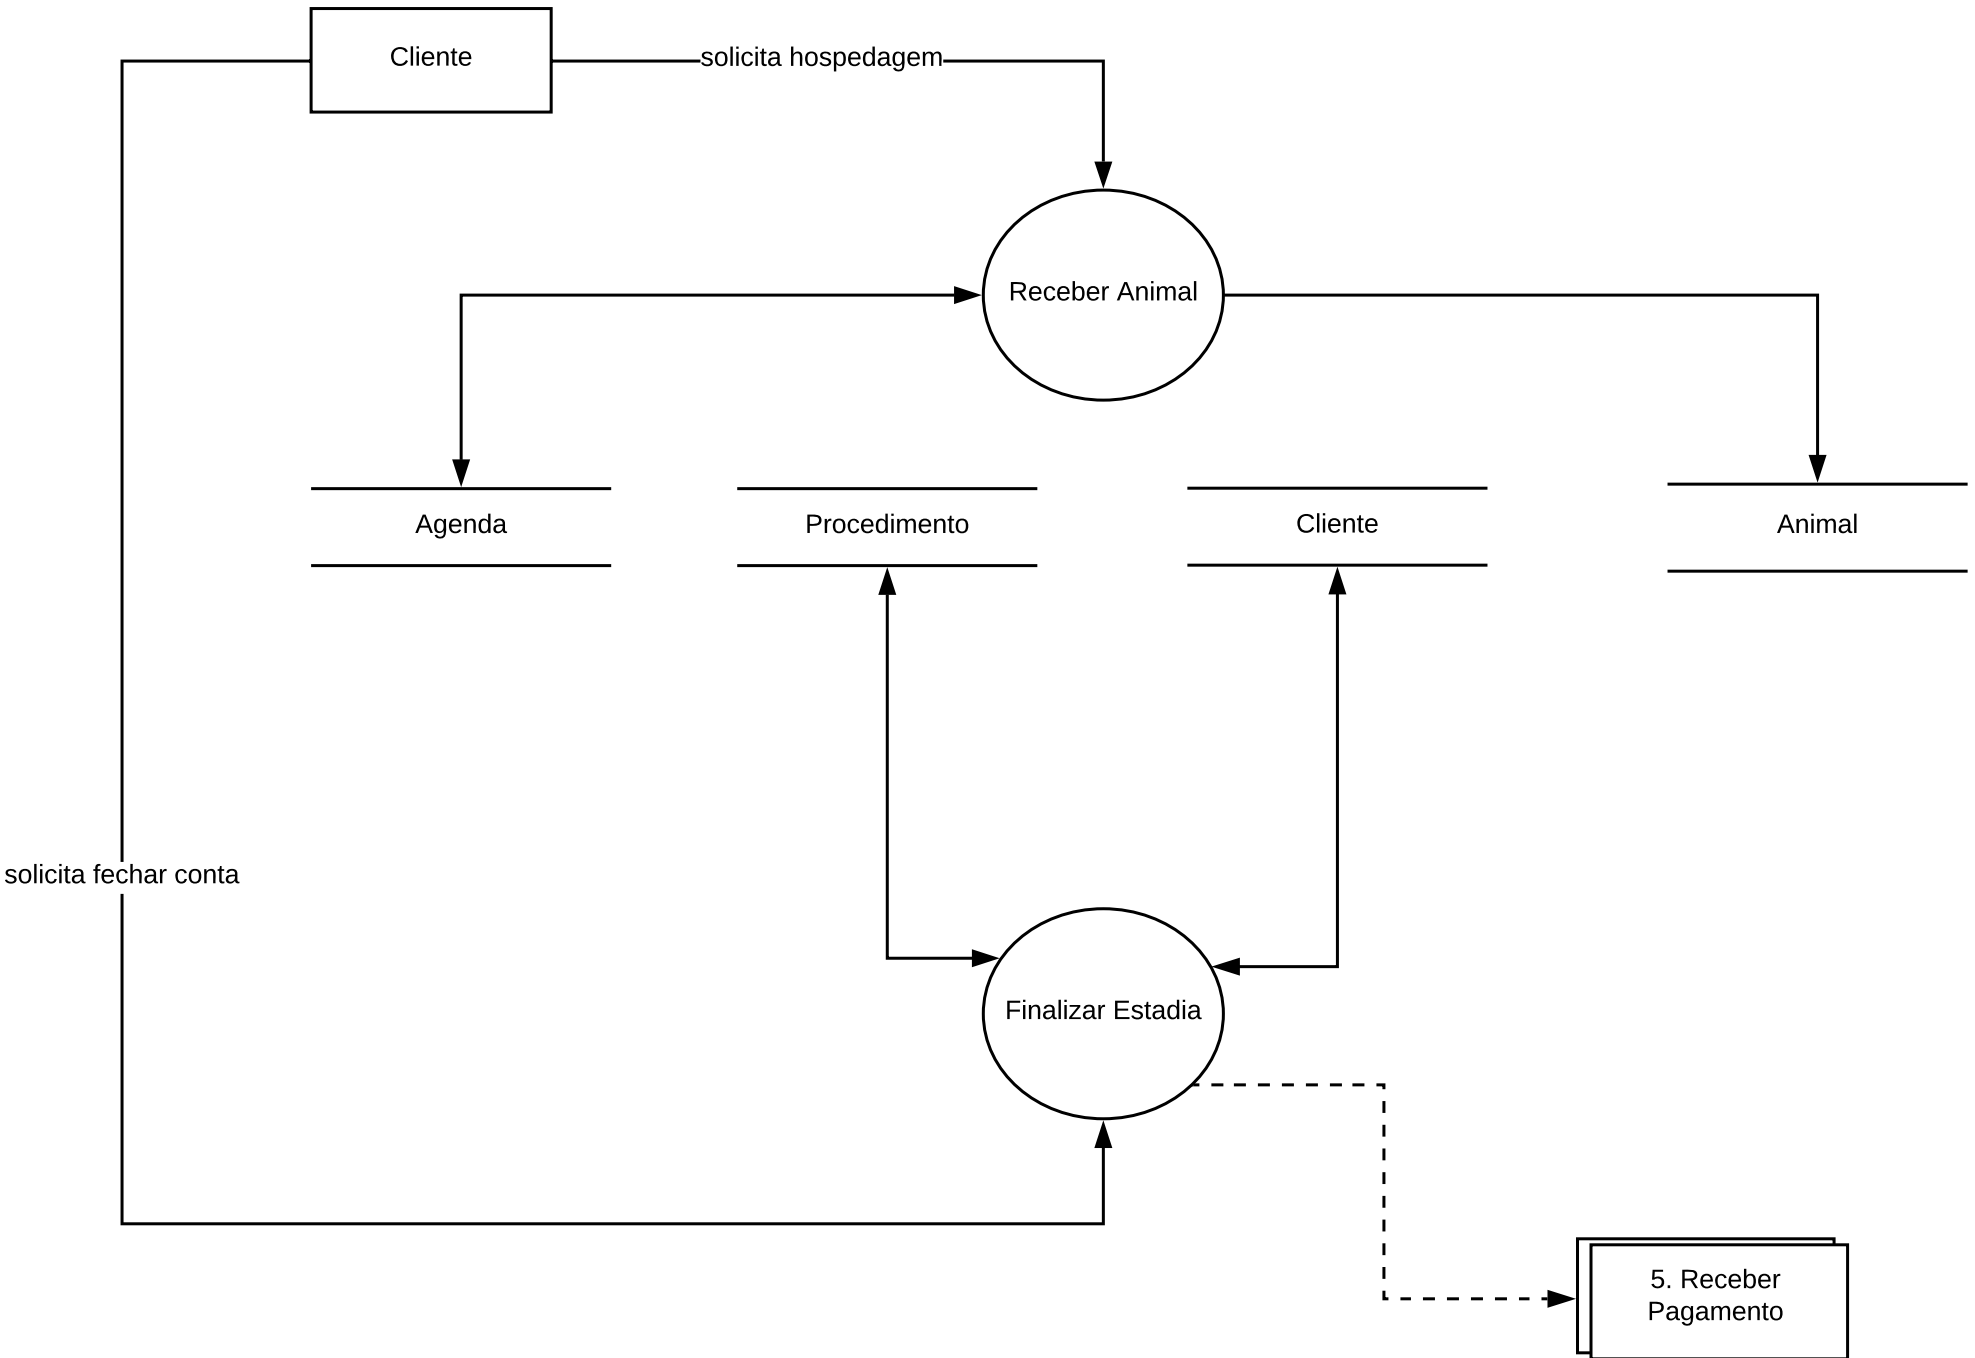 Cliente
solicita hospedagem
Receber Animal
Agenda
Procedimento
Cliente
Animal
solicita fechar conta
Finalizar Estadia
5. Receber
Pagamento